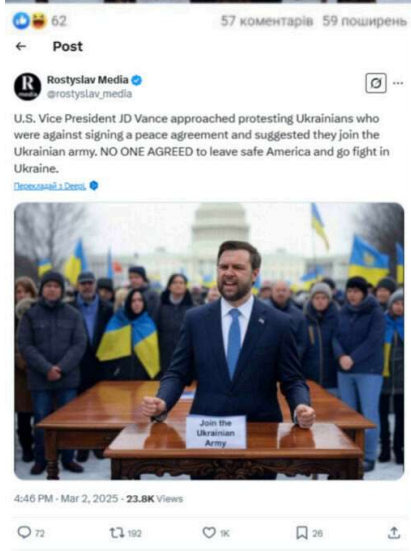 62
57 коментарів 59 поширень
Post
R
media
Rostyslav Media
@rostyslav_media
U.S. Vice President JD Vance approached protesting Ukrainians who
were against signing a peace agreement and suggested they join the
Ukrainian army. NO ONE AGREED to leave safe America and go fight in
Ukraine.
Перекладай з DeepL
Join the
Ukrainian
Army
4:46 PM · Mar 2, 2025 · 23.8K Views
72 192 1K 26